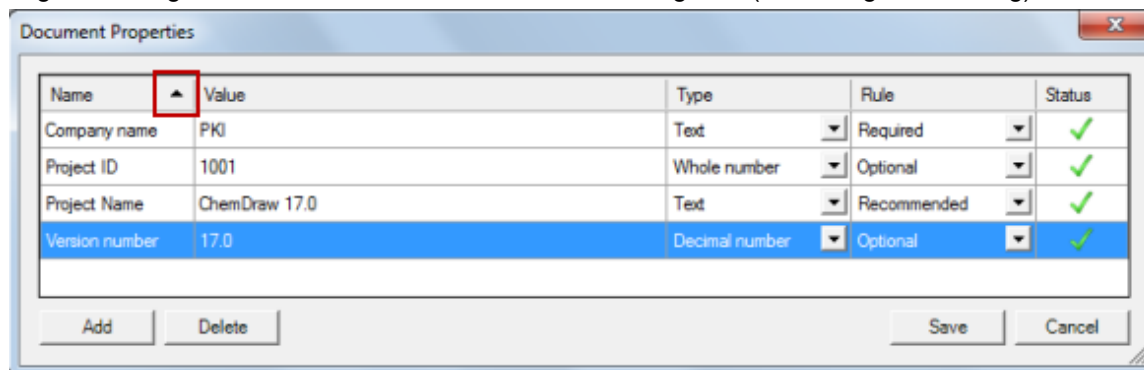 Document Properties
Name Value Type Rule Status
Company name PKI Text Required
Project ID 1001 Whole number Optional
Project Name ChemDraw 17.0 Text Recommended
Version number 17.0 Decimal number Optional
Add Delete Save Cancel